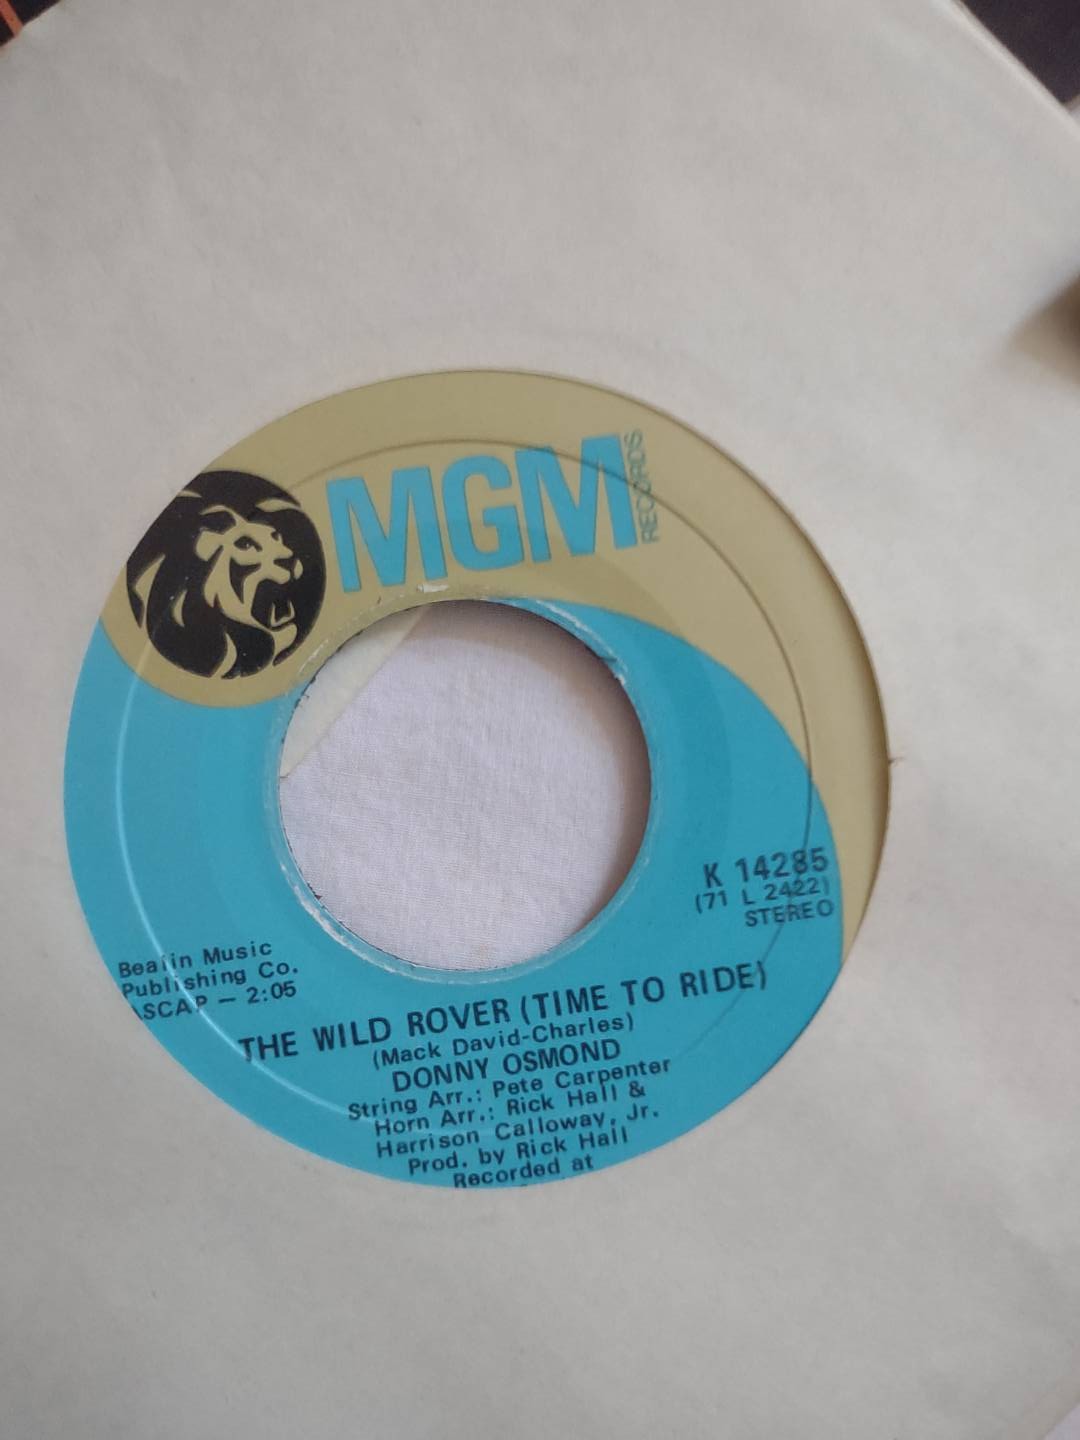 MGM
RECORDS
K 14285
(71 L 2422)
STEREO
Publishing Co.
ASCAP — 2:05
Music
THE WILD ROVER (TIME TO RIDE)
(Mack David-Charles)
DONNY OSMOND
String Arr.: Pete Carpenter
Horn Arr.: Rick Hall &
Harrison Calloway, Jr.
Prod. by Rick Hall
Recorded at